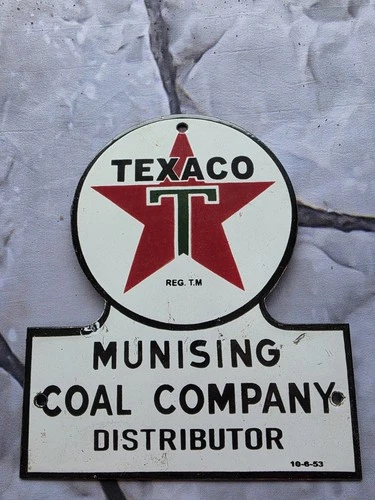 TEXACO
T
REG. T.M
MUNISING
COAL COMPANY
DISTRIBUTOR
10-6-53